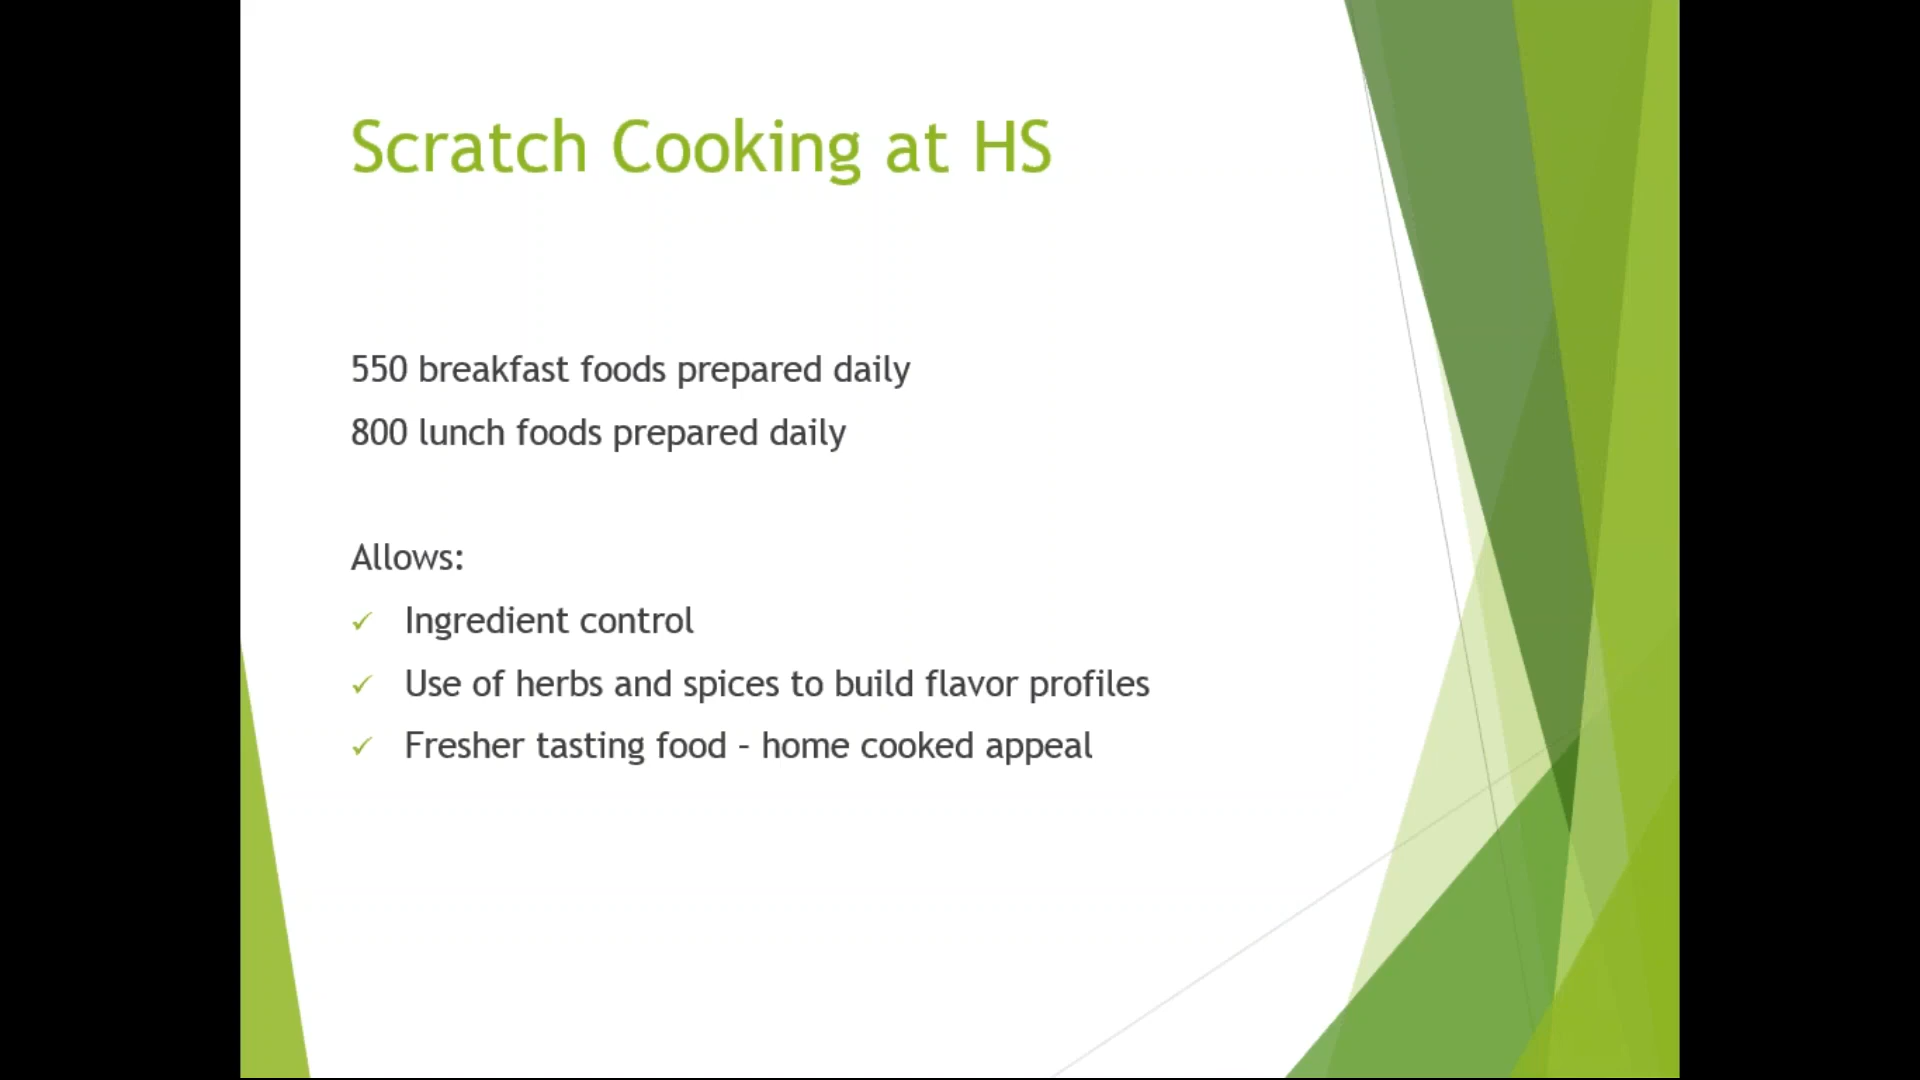 Scratch Cooking at HS
550 breakfast foods prepared daily
800 lunch foods prepared daily
Allows:
✓ Ingredient control
✓ Use of herbs and spices to build flavor profiles
✓ Fresher tasting food – home cooked appeal